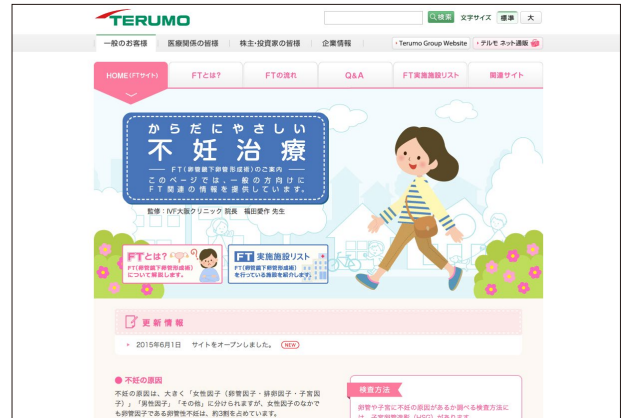 TERUMO
検索 文字サイズ 標準 大
一般のお客様 医療関係の皆様 株主・投資家の皆様 企業情報 Terumo Group Website テルモ ネット通販
HOME(FTサイト) FTとは? FTの流れ Q&A FT実施施設リスト 関連サイト
からだにやさしい
不妊治療
FT(卵管鏡下卵管形成術)のご案内
このページでは、一般の方向けに
FT関連の情報を提供しています。
監修:IVF大阪クリニック 院長 福田愛作 先生
FTとは?
FT(卵管鏡下卵管形成術)
について解説します。
FT 実施施設リスト
FT(卵管鏡下卵管形成術)
を行っている施設を紹介します。
更新情報
2015年6月1日 サイトをオープンしました。 NEW
● 不妊の原因
不妊の原因は、大きく「女性因子(卵管因子・排卵因子・子宮因
子)」「男性因子」「その他」に分けられますが、女性因子のなかで
も卵管因子である卵管性不妊は、約3割を占めています。
検査方法
卵管や子宮に不妊の原因があるか調べる検査方法に
は、子宮卵管造影(HSG)があります。